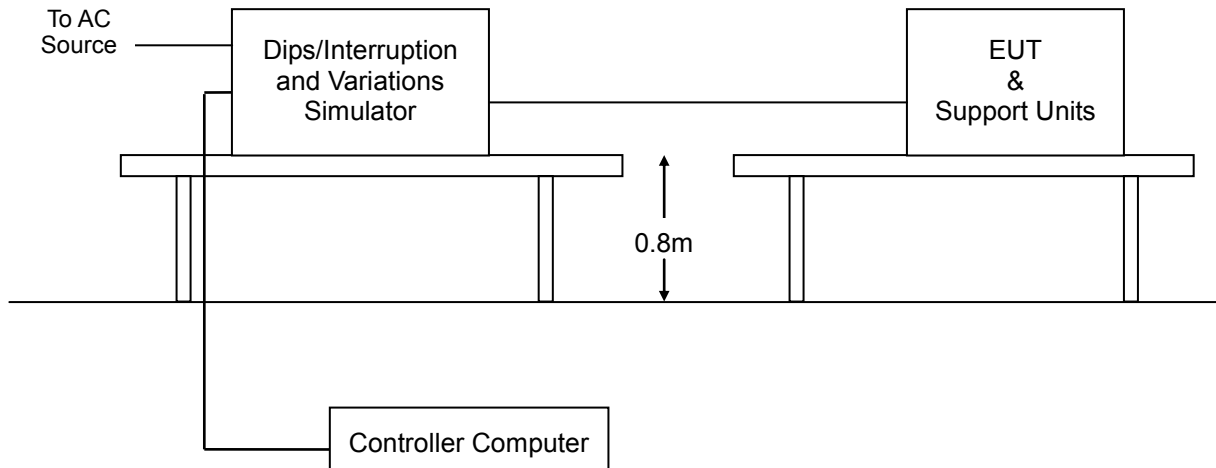 To AC
Source
Dips/Interruption
and Variations
Simulator
EUT
&
Support Units
0.8m
Controller Computer